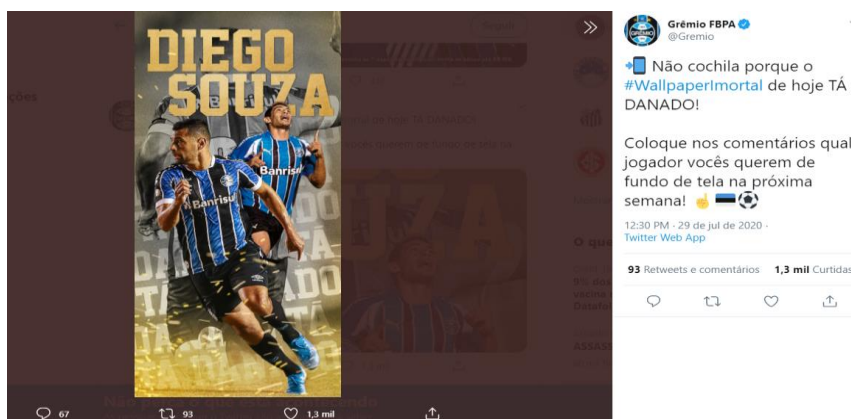 DIEGO
SOUZA
Banrisul
Banrisul
TÁ DANADO
67
93
1,3 mil
Grêmio FBPA
@Gremio
Não cochila porque o
#WallpaperImortal de hoje TÁ
DANADO!
Coloque nos comentários qual
jogador vocês querem de
fundo de tela na próxima
semana!
12:30 PM · 29 de jul de 2020 ·
Twitter Web App
93 Retweets e comentários 1,3 mil Curtidas